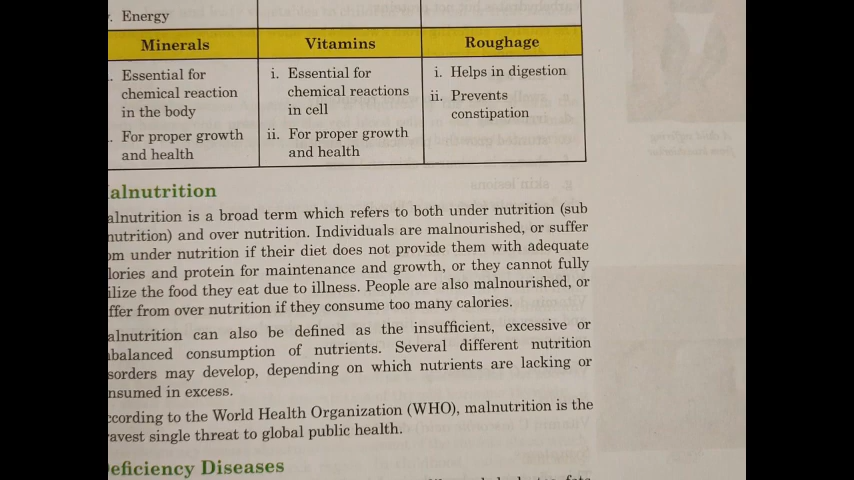 . Energy
Minerals Vitamins Roughage
. Essential for chemical reaction in the body
. For proper growth and health
i. Essential for chemical reactions in cell
ii. For proper growth and health
i. Helps in digestion
ii. Prevents constipation
alnutrition
alnutrition is a broad term which refers to both under nutrition (sub
nutrition) and over nutrition. Individuals are malnourished, or suffer
om under nutrition if their diet does not provide them with adequate
lories and protein for maintenance and growth, or they cannot fully
ilize the food they eat due to illness. People are also malnourished, or
ffer from over nutrition if they consume too many calories.
alnutrition can also be defined as the insufficient, excessive or
balanced consumption of nutrients. Several different nutrition
sorders may develop, depending on which nutrients are lacking or
nsumed in excess.
ccording to the World Health Organization (WHO), malnutrition is the
avest single threat to global public health.
eficiency Diseases